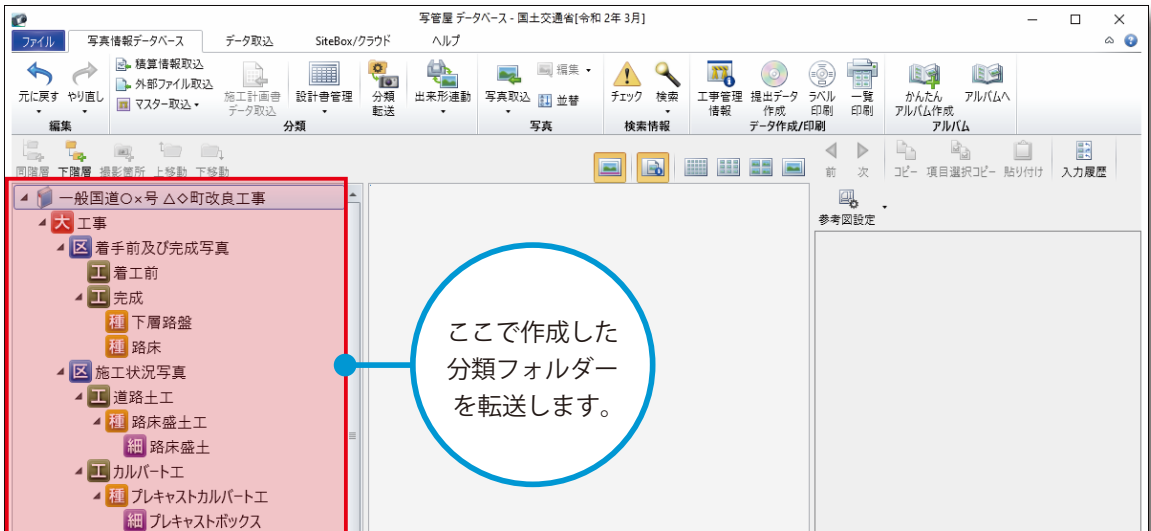 写管屋 データベース - 国土交通省[令和 2年 3月]
ファイル 写真情報データベース データ取込 SiteBox/クラウド ヘルプ
元に戻す やり直し
積算情報取込
外部ファイル取込
マスター取込
施工計画書
データ取込
設計書管理
分類
転送
出来形連動
写真取込
編集
並替
チェック
検索
工事管理
情報
提出データ
作成
ラベル
印刷
一覧
印刷
かんたん
アルバム作成
アルバムへ
編集 分類 写真 検索情報 データ作成/印刷 アルバム
同階層 下階層 撮影箇所 上移動 下移動 前 次 コピー 項目選択コピー 貼り付け 入力履歴
参考図設定
一般国道○×号 △◇町改良工事
大 工事
区 着手前及び完成写真
工 着工前
工 完成
種 下層路盤
種 路床
区 施工状況写真
工 道路土工
種 路床盛土工
細 路床盛土
工 カルバート工
種 プレキャストカルバート工
細 プレキャストボックス
ここで作成した
分類フォルダー
を転送します。